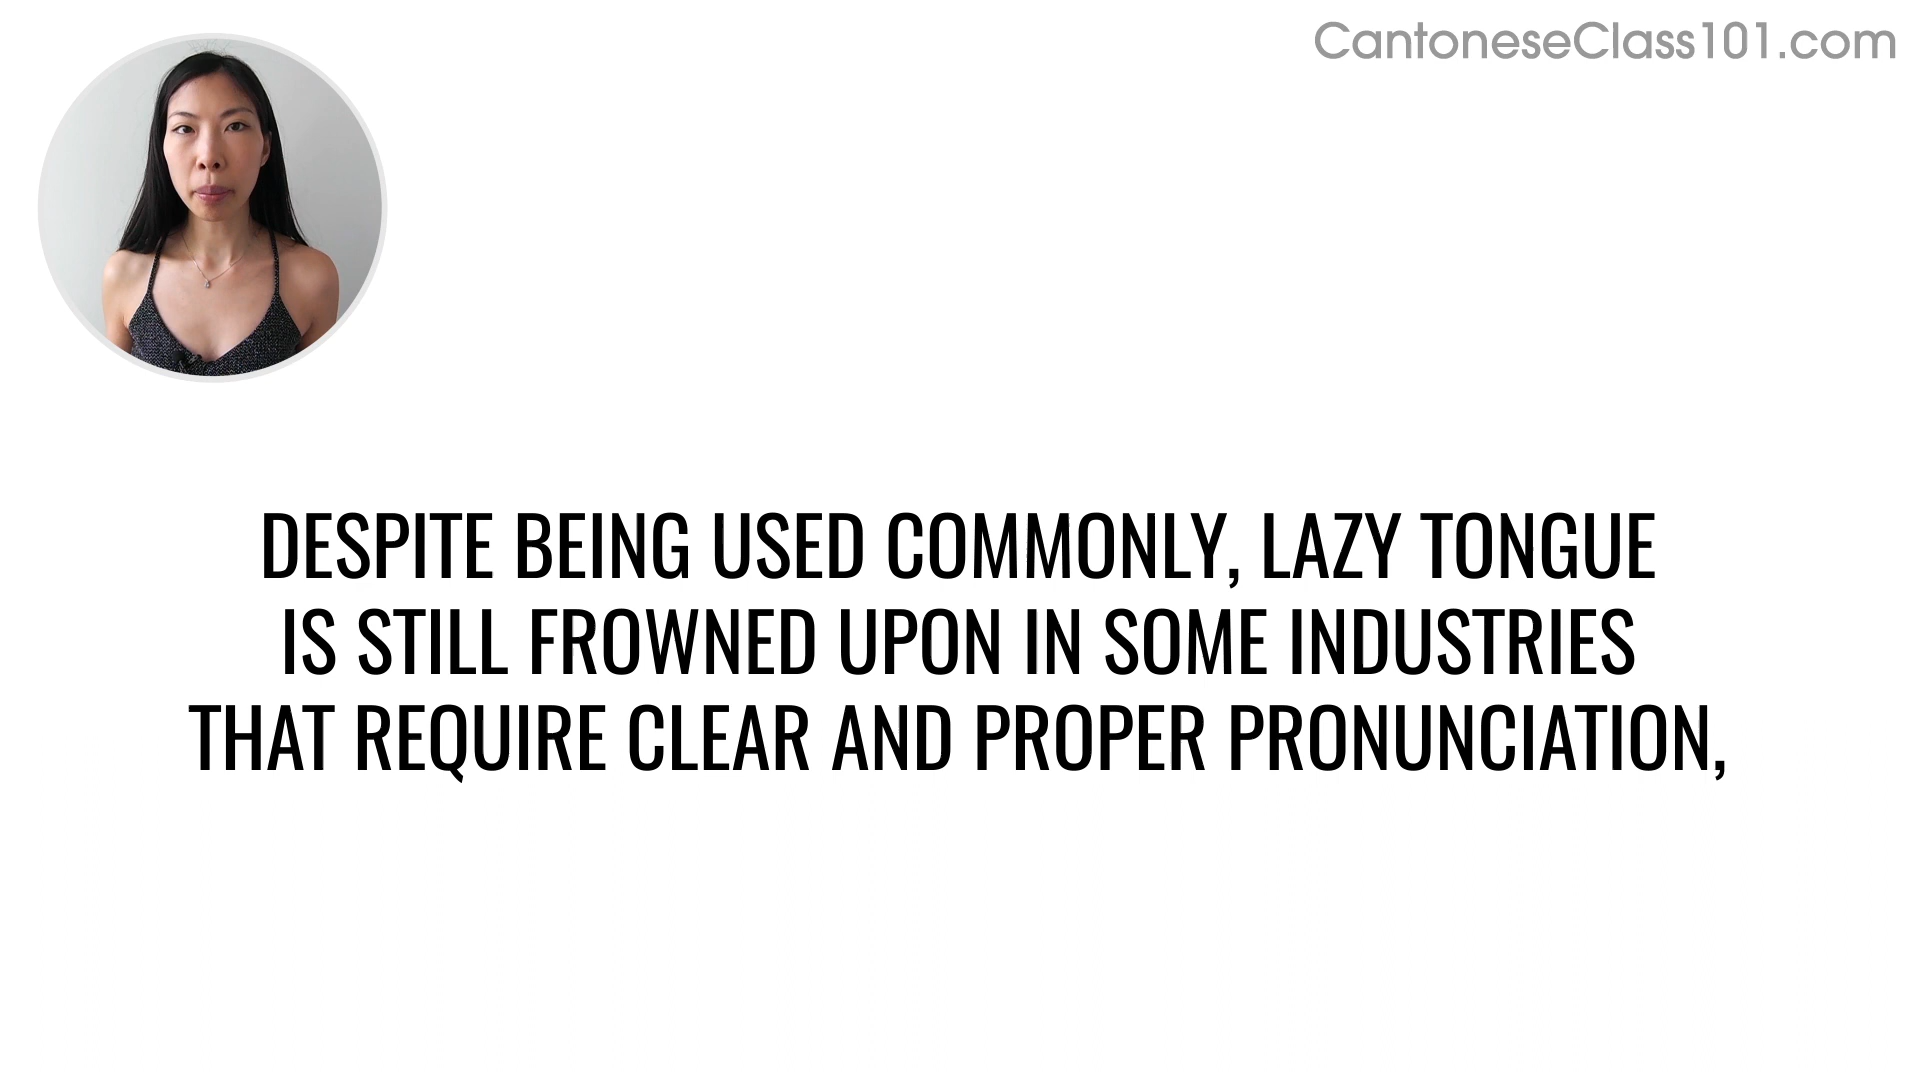 CantoneseClass101.com
DESPITE BEING USED COMMONLY, LAZY TONGUE
IS STILL FROWNED UPON IN SOME INDUSTRIES
THAT REQUIRE CLEAR AND PROPER PRONUNCIATION,